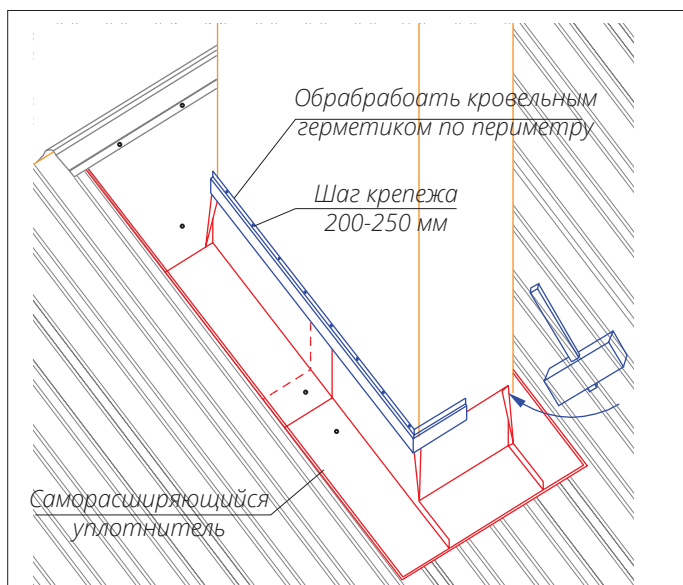 Обрабрабоать кровельным
герметиком по периметру
Шаг крепежа
200-250 мм
Саморасширяющийся
уплотнитель